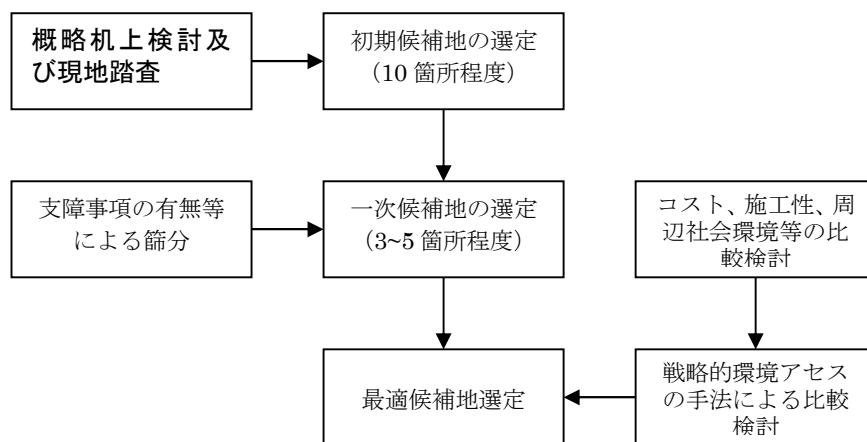 概略机上検討及
び現地踏査
初期候補地の選定
（10 箇所程度）
支障事項の有無等
による篩分
一次候補地の選定
（3~5 箇所程度）
コスト、施工性、周
辺社会環境等の比
較検討
最適候補地選定
戦略的環境アセス
の手法による比較
検討